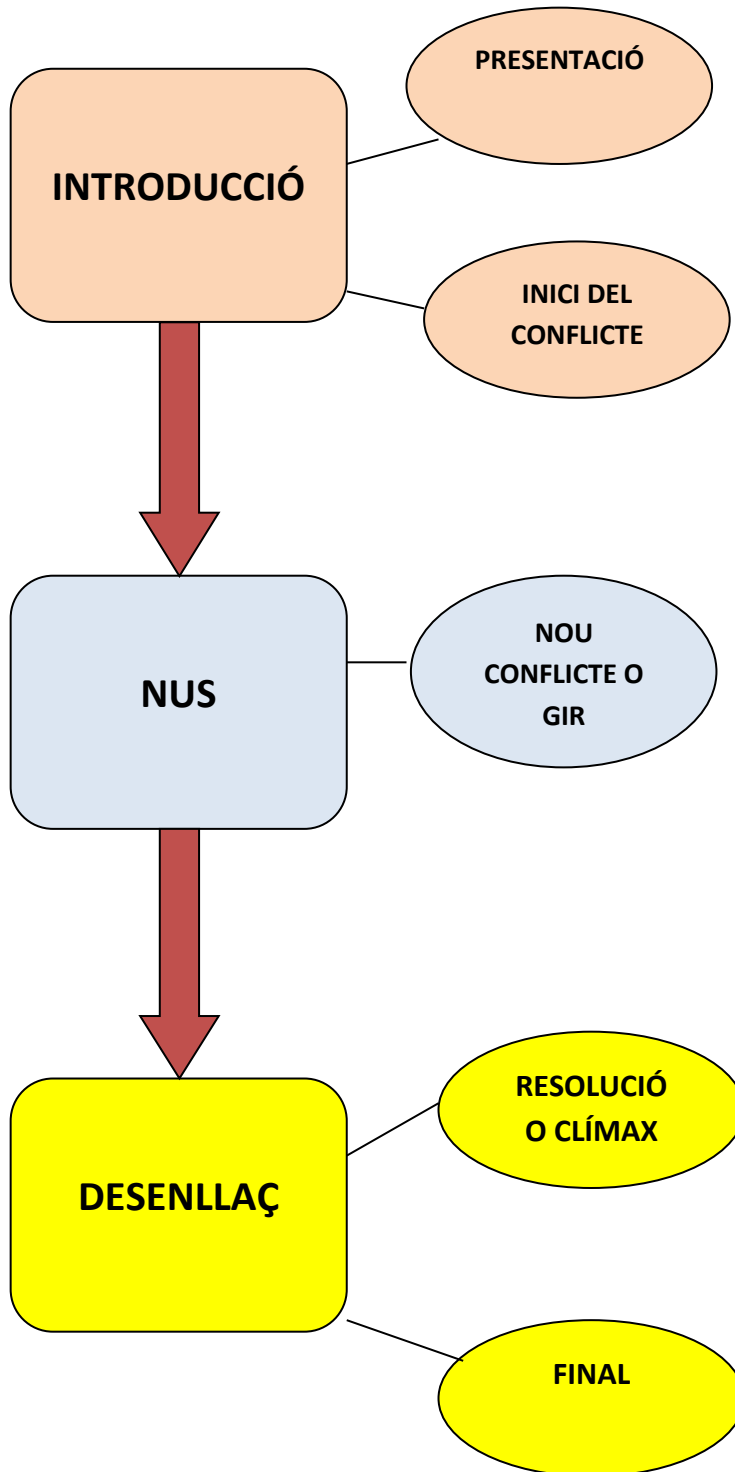 PRESENTACIÓ
INTRODUCCIÓ
INICI DEL
CONFLICTE
NUS
NOU
CONFLICTE O
GIR
RESOLUCIÓ
O CLÍMAX
DESENLLAÇ
FINAL